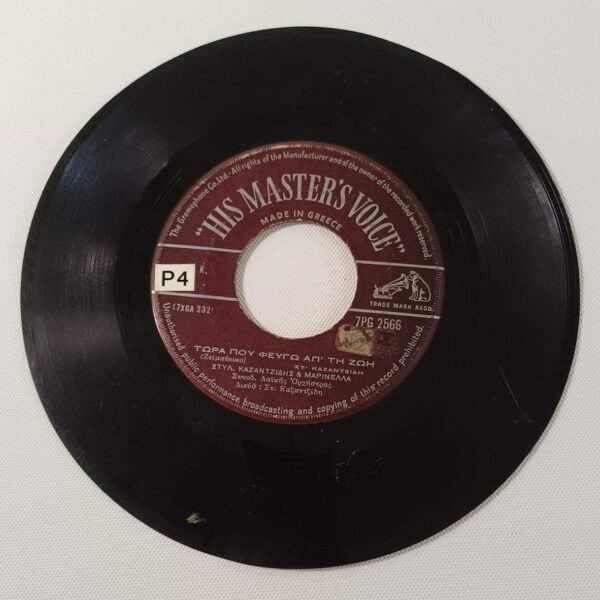 The Gramophone Co. Ltd. - All rights of the Manufacturer and of the owner of the recorded work reserved.
"HIS MASTER'S VOICE"
MADE IN GREECE
P4
K.
TRADE MARK REGD.
(7XGA 232)
7PG 2566
ΤΩΡΑ ΠΟΥ ΦΕΥΓΩ ΑΠ' ΤΗ ΖΩΗ
(Ζεϊμπέκικο) ΣΤ. ΚΑΖΑΝΤΖΙΔΗ
ΣΤΥΛ. ΚΑΖΑΝΤΖΙΔΗΣ & ΜΑΡΙΝΕΛΛΑ
Συνοδ. Λαϊκῆς Ὀρχήστρας
Διευθ: Στ. Καζαντζίδη
Unauthorised public performance, broadcasting and copying of this record prohibited.